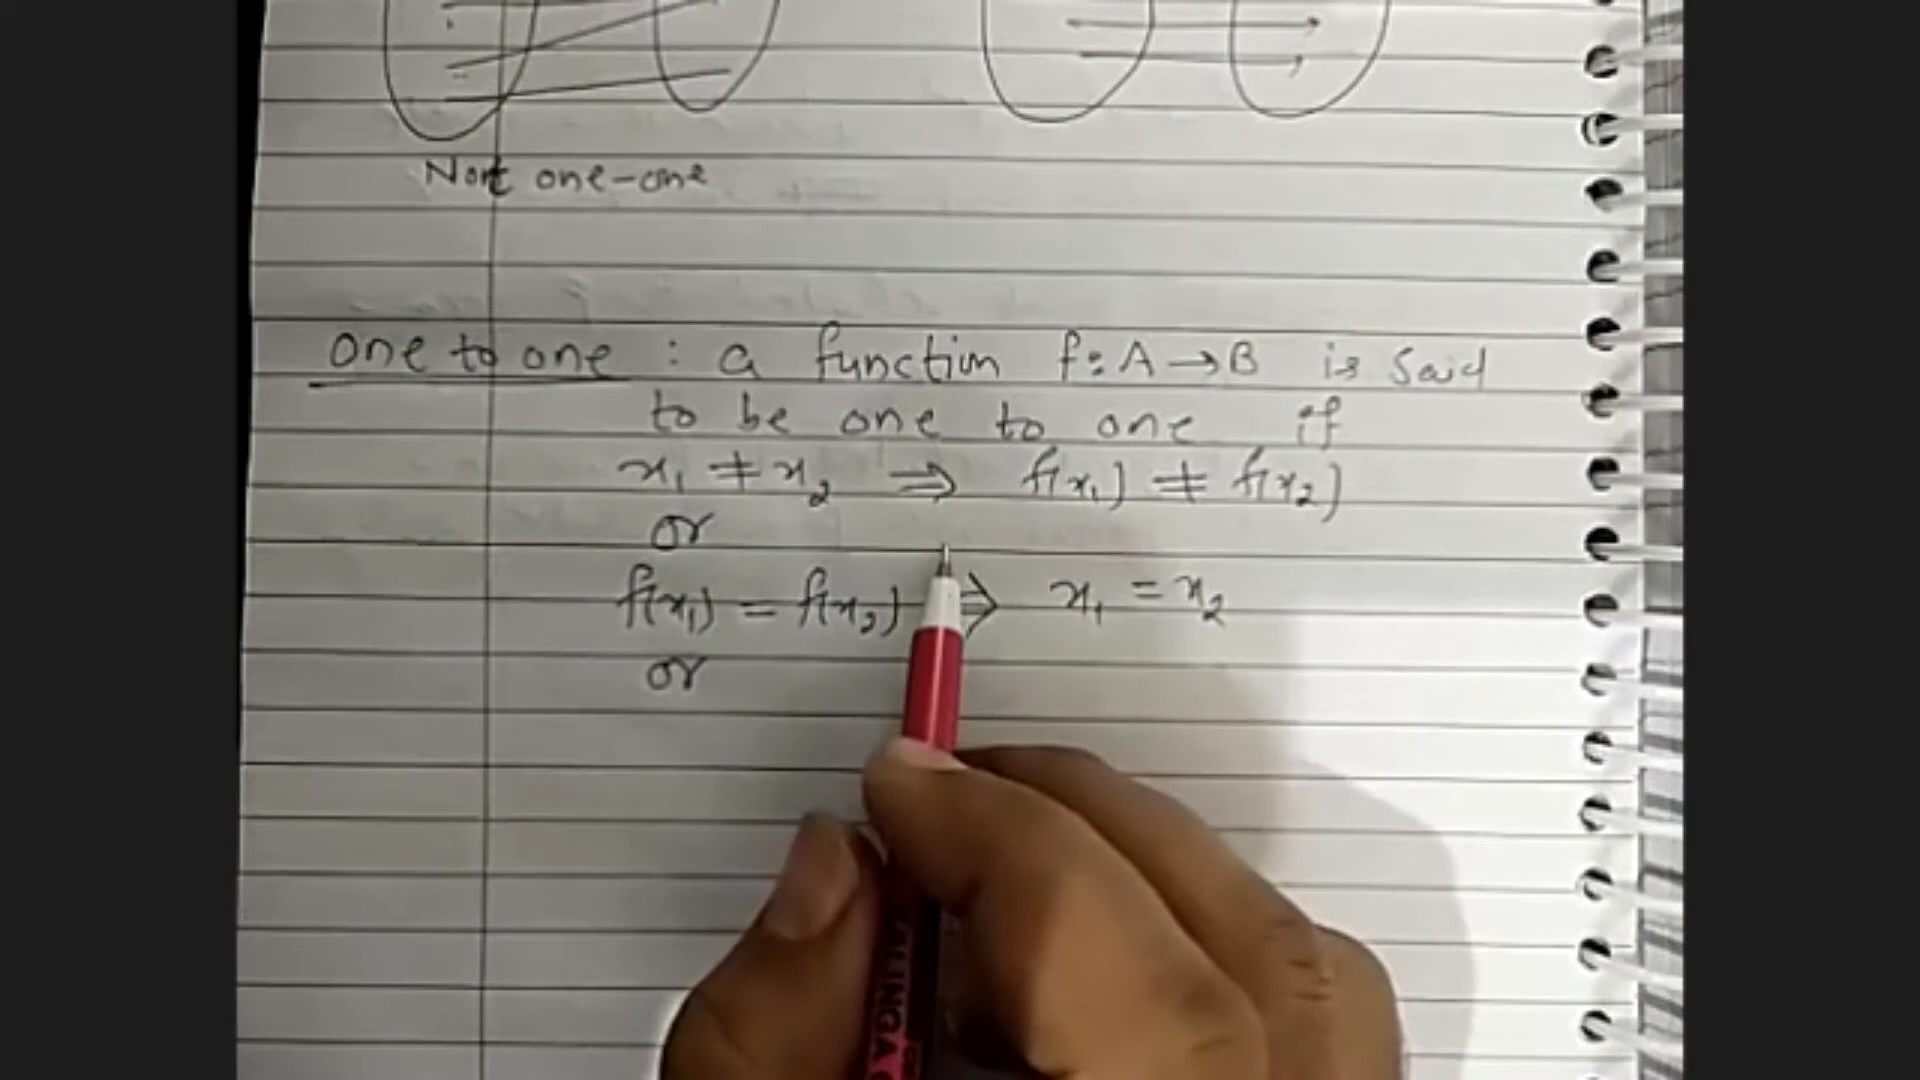 Not one-one
one to one : a function f: A → B is said
to be one to one if
x₁ ≠ x₂ ⇒ f(x₁) ≠ f(x₂)
or
f(x₁) = f(x₂) ⇒ x₁ = x₂
or